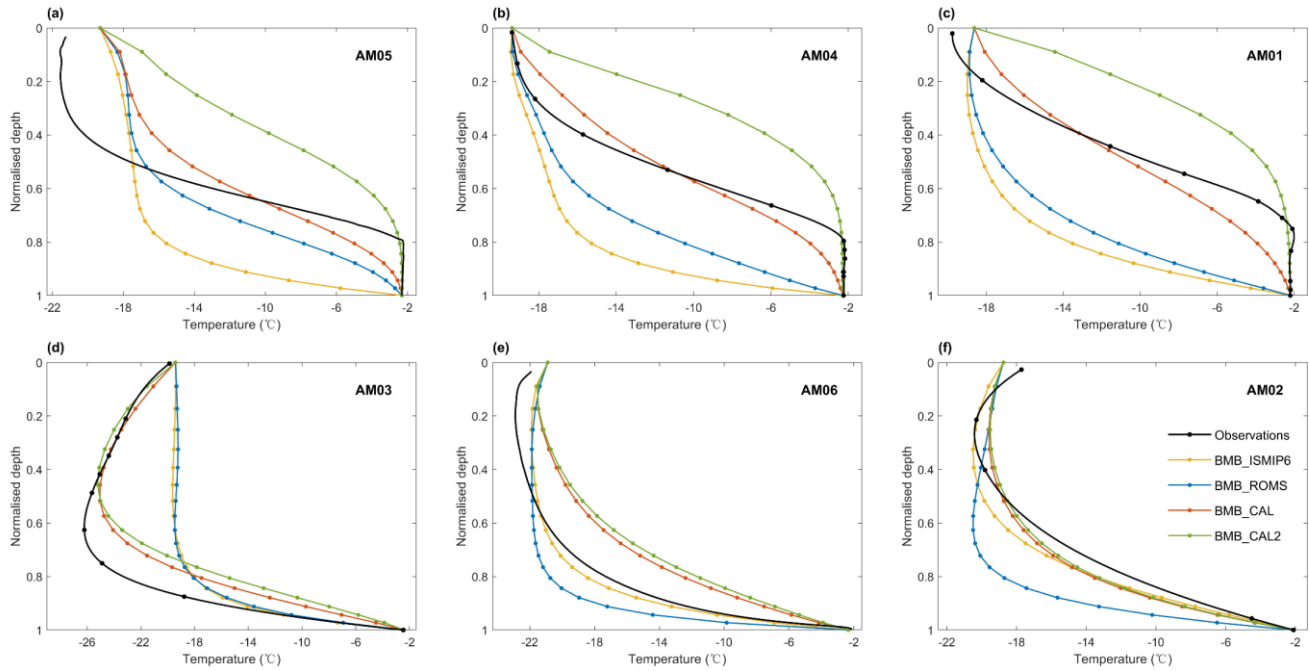 (a)
AM05
0
0.2
0.4
0.6
0.8
1
Normalised depth
-22
-18
-14
-10
-6
-2
Temperature (℃)
(b)
AM04
0
0.2
0.4
0.6
0.8
1
Normalised depth
-18
-14
-10
-6
-2
Temperature (℃)
(c)
AM01
0
0.2
0.4
0.6
0.8
1
Normalised depth
-18
-14
-10
-6
-2
Temperature (℃)
(d)
AM03
0
0.2
0.4
0.6
0.8
1
Normalised depth
-26
-22
-18
-14
-10
-6
-2
Temperature (℃)
(e)
AM06
0
0.2
0.4
0.6
0.8
1
Normalised depth
-22
-18
-14
-10
-6
-2
Temperature (℃)
(f)
AM02
0
0.2
0.4
0.6
0.8
1
Normalised depth
Observations
BMB_ISMIP6
BMB_ROMS
BMB_CAL
BMB_CAL2
-22
-18
-14
-10
-6
-2
Temperature (℃)